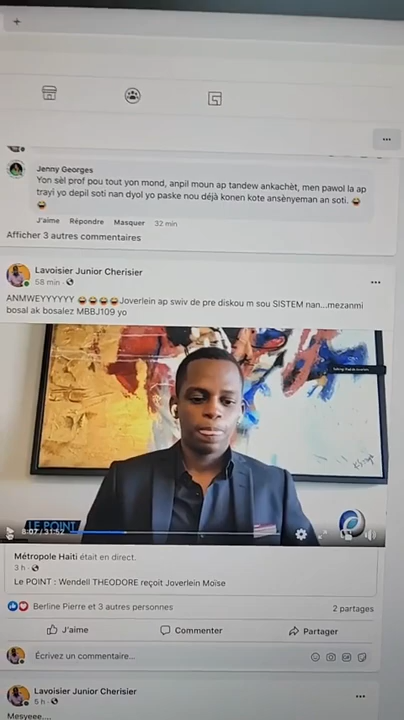 Jenny Georges
Yon sèl prof pou tout yon mond, anpil moun ap tandew ankachèt, men pawol la ap
trayi yo depil soti nan dyol yo paske nou déjà konen kote ansènyeman an soti. 😂
😂
J'aime Répondre Masquer 32 min
Afficher 3 autres commentaires
Lavoisier Junior Cherisier
58 min
ANMWEYYYYYY 😂😂😂😂Joverlein ap swiv de pre diskou m sou SISTEM nan...mezanmi
bosal ak bosalez MBBJ109 yo
LE POINT
8:07 / 31:52
Métropole Haiti était en direct.
3 h
Le POINT : Wendell THEODORE reçoit Joverlein Moïse
Berline Pierre et 3 autres personnes
2 partages
J'aime Commenter Partager
Écrivez un commentaire...
Lavoisier Junior Cherisier
5 h
Mesyeee....